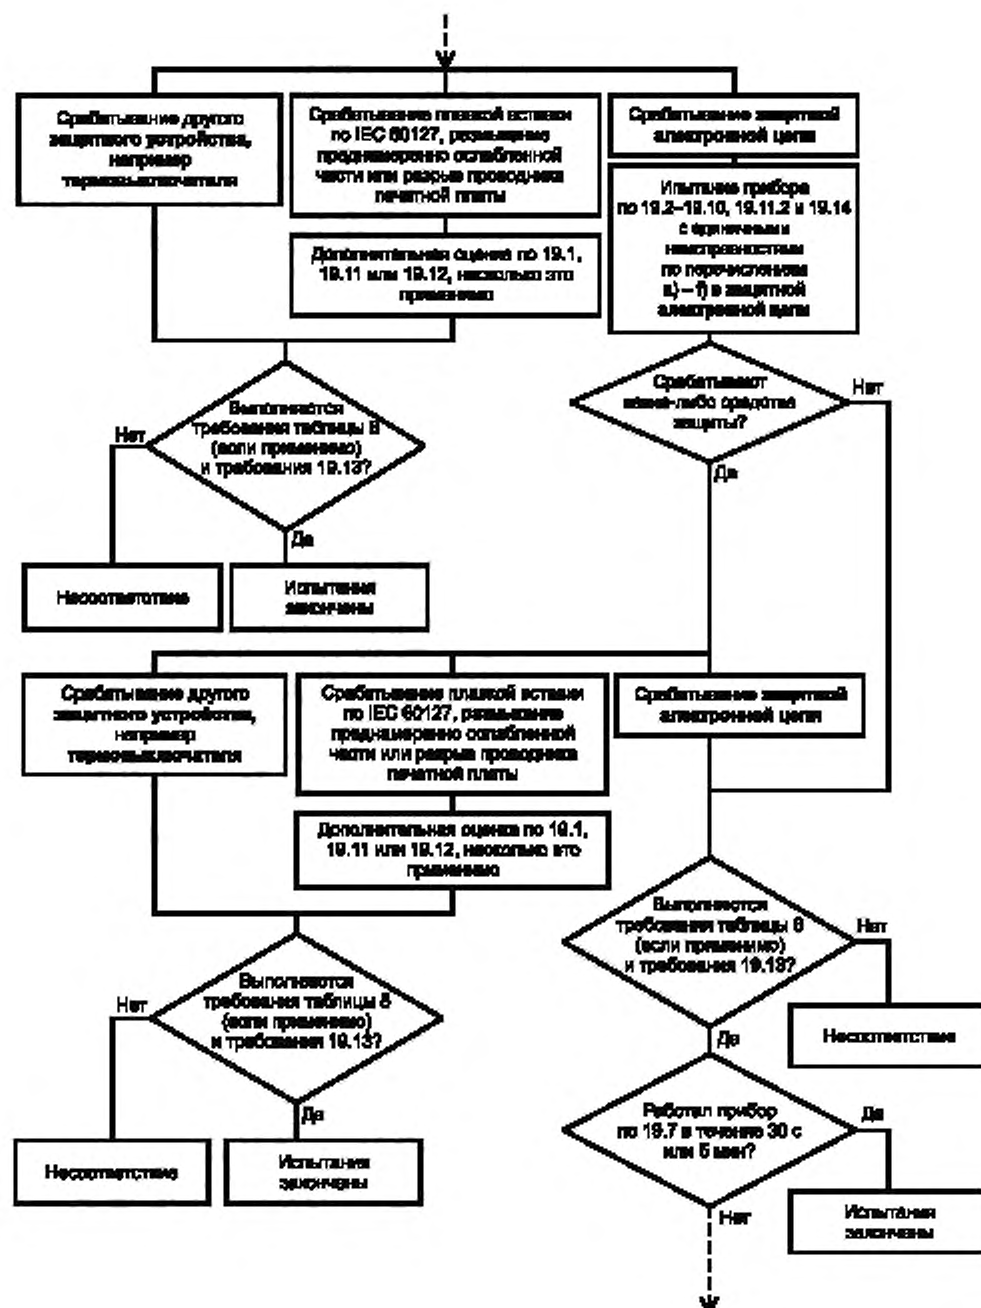 Срабатывание другого
защитного устройства,
например
термовыключателя
Срабатывание плавкой вставки
по IEC 60127, размыкание
преднамеренно ослабленной
части или разрыв проводника
печатной платы
Дополнительная оценка по 19.1,
19.11 или 19.12, насколько это
применимо
Срабатывание защитной
электронной цепи
Ипытание прибора
по 19.2–19.10, 19.11.2 и 19.14
с единичными
неисправностями
по перечислениям
a) – f) в защитной
электронной цепи
Выполняются
требования таблицы 8
(если применимо)
и требования 19.13?
Нет
Да
Несоответствие
Испытания
закончены
Срабатывают
какие-либо средства
защиты?
Нет
Да
Срабатывание другого
защитного устройства,
например
термовыключателя
Срабатывание плавкой вставки
по IEC 60127, размыкание
преднамеренно ослабленной
части или разрыв проводника
печатной платы
Дополнительная оценка по 19.1,
19.11 или 19.12, насколько это
применимо
Срабатывание защитной
электронной цепи
Выполняются
требования таблицы 8
(если применимо)
и требования 19.13?
Нет
Да
Несоответствие
Испытания
закончены
Выполняются
требования таблицы 8
(если применимо)
и требования 19.13?
Нет
Несоответствие
Да
Работал прибор
по 19.7 в течение 30 с
или 5 мин?
Да
Испытания
закончены
Нет